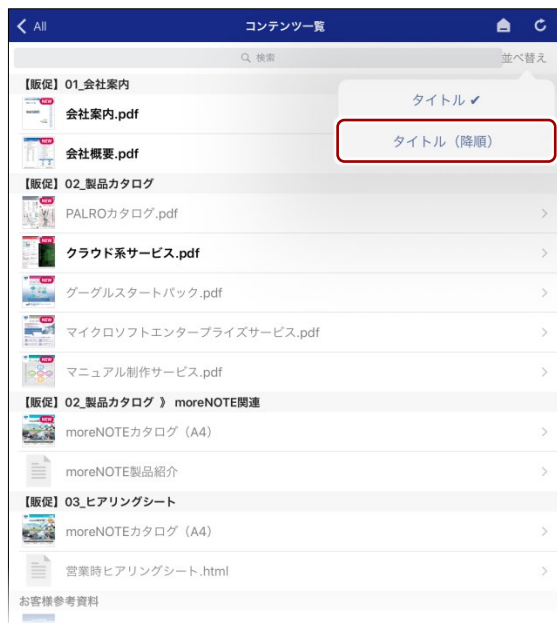 All
コンテンツ一覧
検索
並べ替え
タイトル ✔
タイトル（降順）
【販促】01_会社案内
NEW
会社案内.pdf
NEW
会社概要.pdf
【販促】02_製品カタログ
NEW
PALROカタログ.pdf
NEW
クラウド系サービス.pdf
NEW
グーグルスタートパック.pdf
NEW
マイクロソフトエンタープライズサービス.pdf
NEW
マニュアル制作サービス.pdf
【販促】02_製品カタログ 》 moreNOTE関連
NEW
moreNOTEカタログ（A4）
moreNOTE製品紹介
【販促】03_ヒアリングシート
moreNOTEカタログ（A4）
営業時ヒアリングシート.html
お客様参考資料